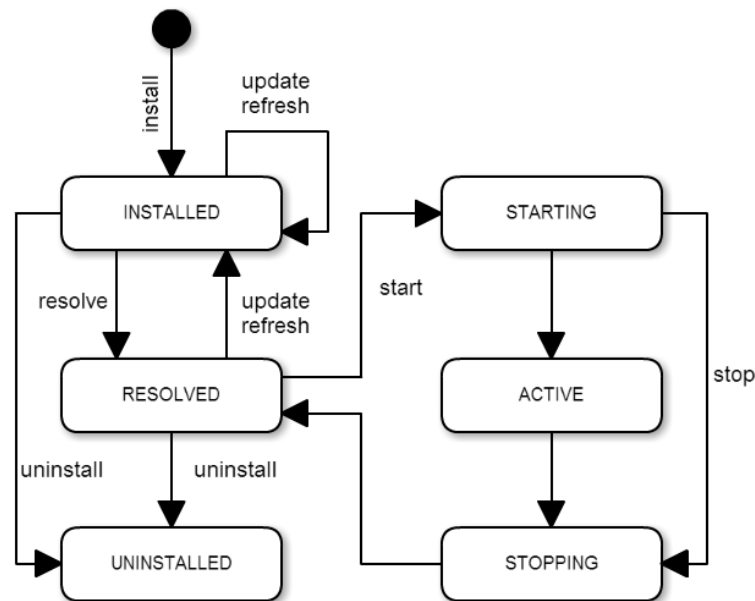 install
update
refresh
INSTALLED
STARTING
resolve
update
refresh
start
stop
RESOLVED
ACTIVE
uninstall
uninstall
UNINSTALLED
STOPPING